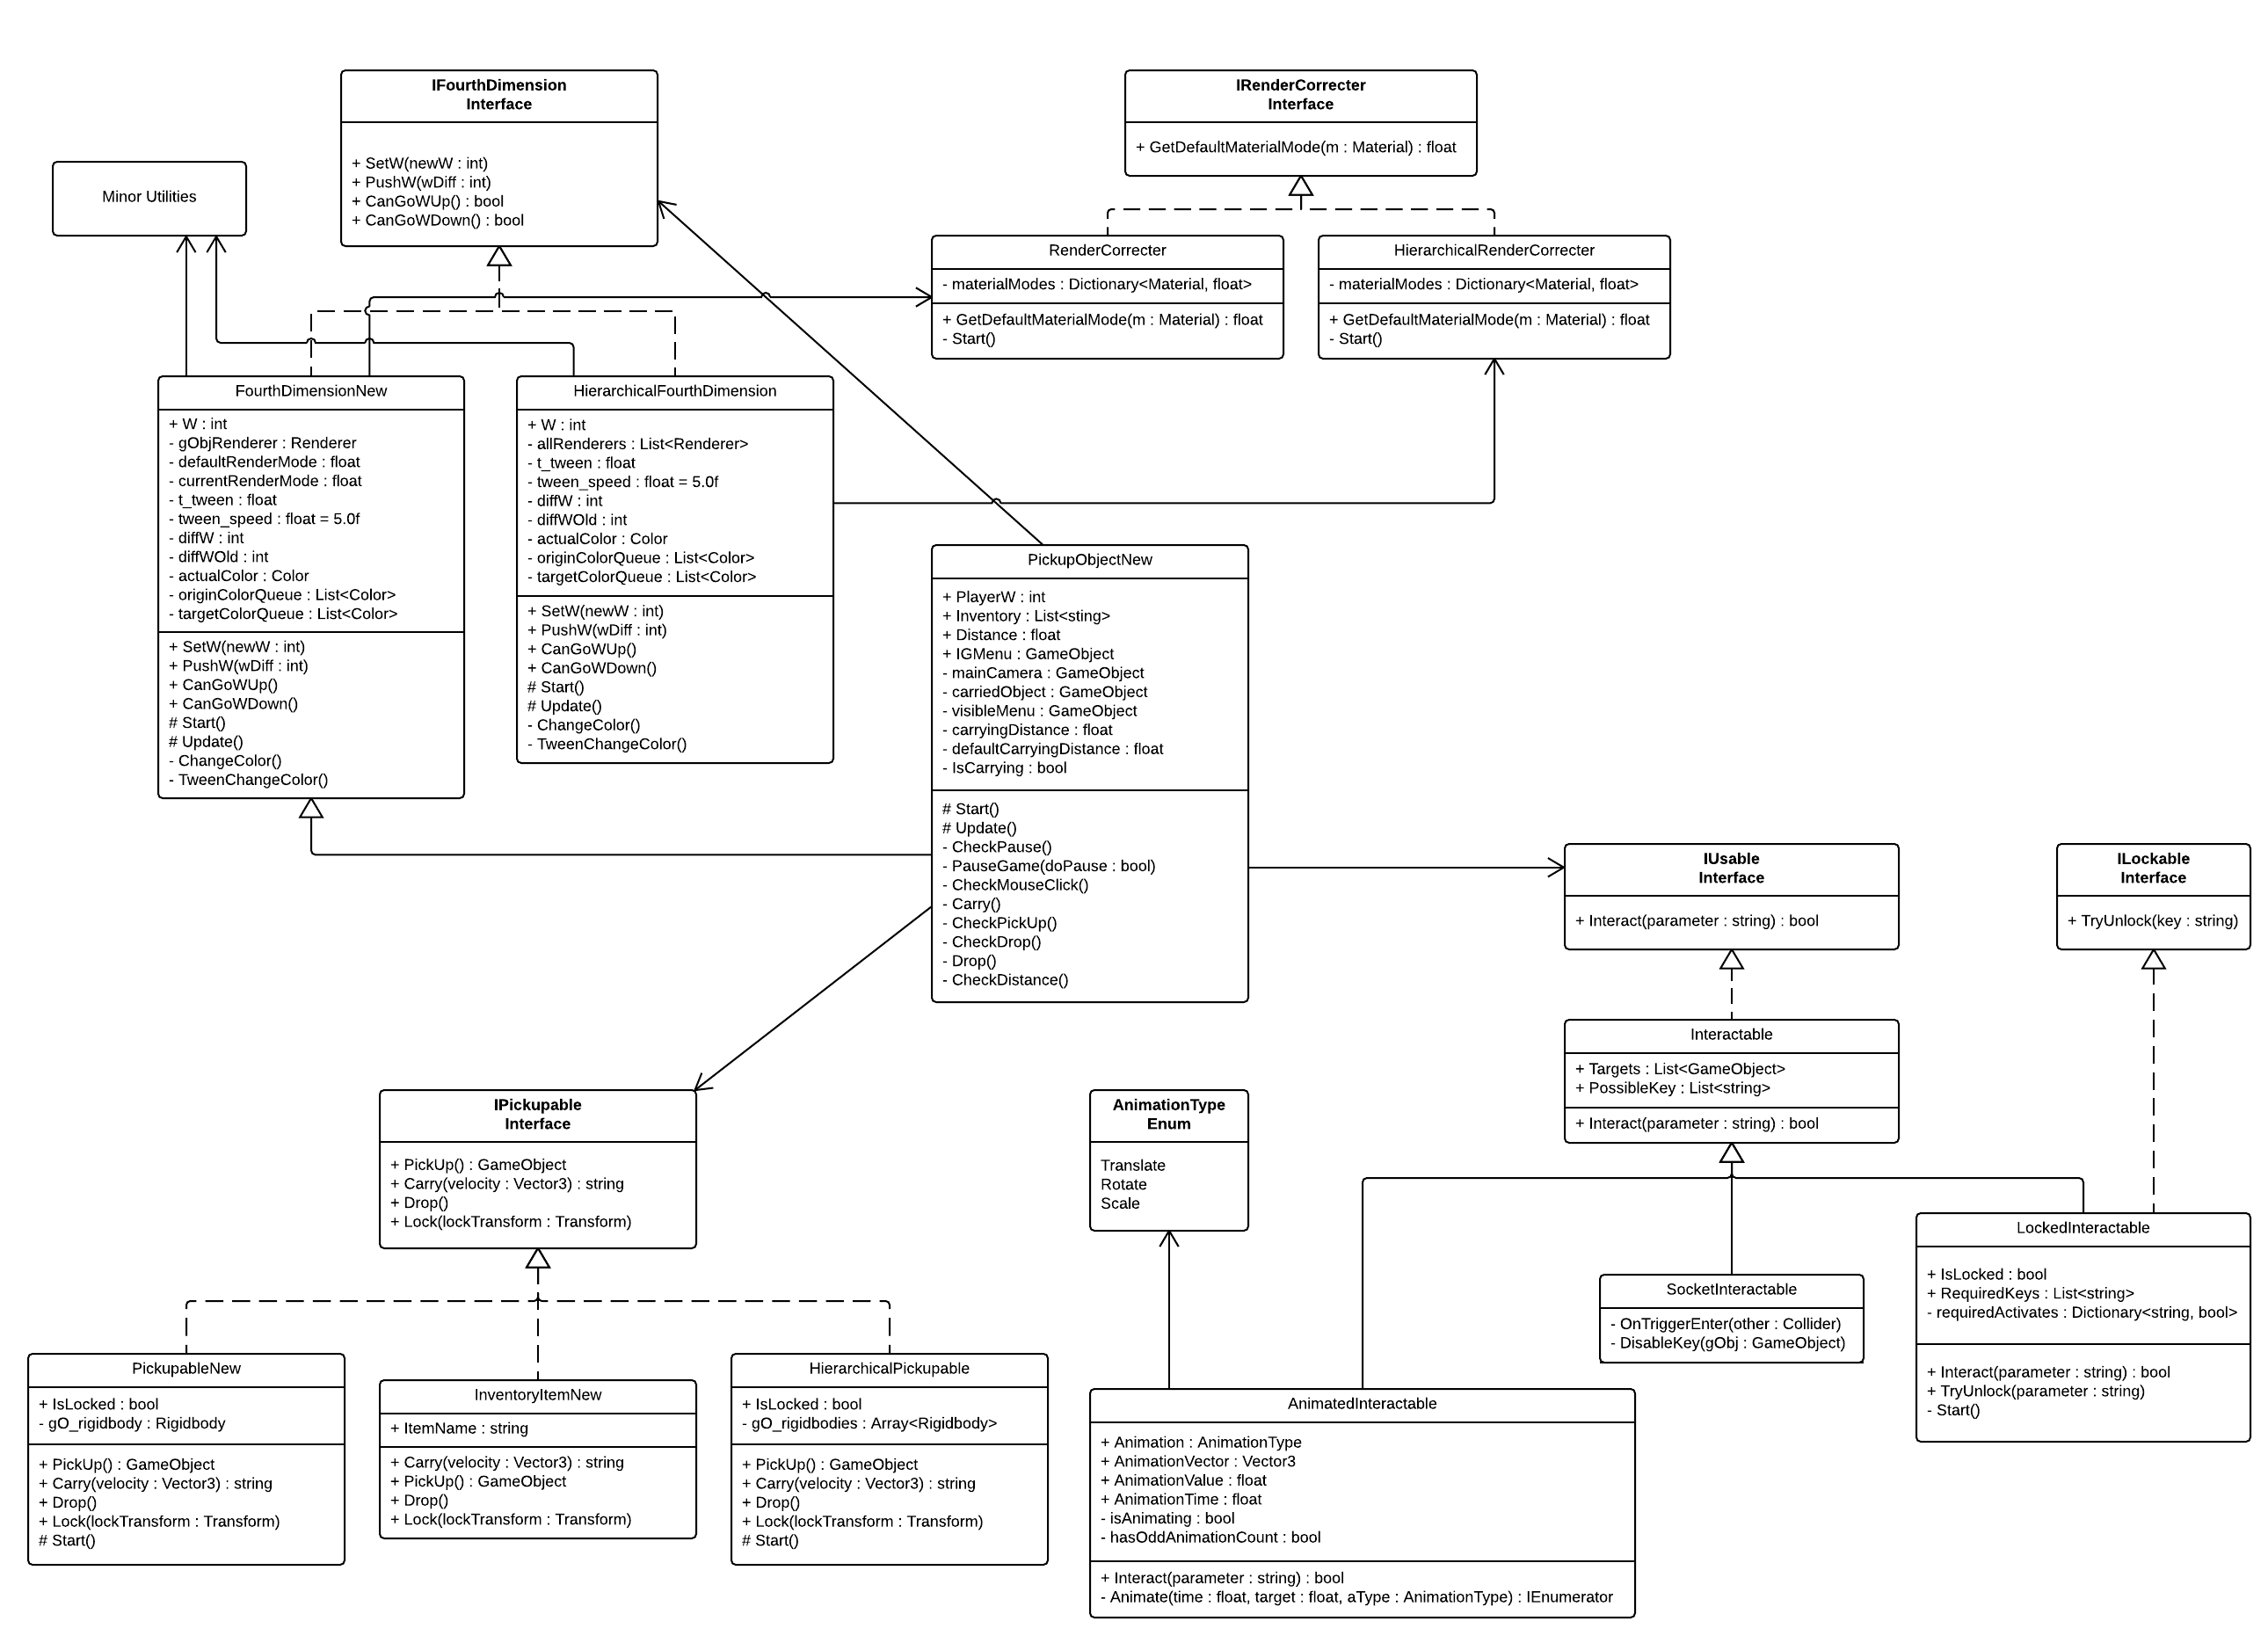 IFourthDimension
Interface
+ SetW(newW : int)
+ PushW(wDiff : int)
+ CanGoWUp() : bool
+ CanGoWDown() : bool
IRenderCorrecter
Interface
+ GetDefaultMaterialMode(m : Material) : float
Minor Utilities
RenderCorrecter
- materialModes : Dictionary<Material, float>
+ GetDefaultMaterialMode(m : Material) : float
- Start()
HierarchicalRenderCorrecter
- materialModes : Dictionary<Material, float>
+ GetDefaultMaterialMode(m : Material) : float
- Start()
FourthDimensionNew
+ W : int
- gObjRenderer : Renderer
- defaultRenderMode : float
- currentRenderMode : float
- t_tween : float
- tween_speed : float = 5.0f
- diffW : int
- diffWOld : int
- actualColor : Color
- originColorQueue : List<Color>
- targetColorQueue : List<Color>
+ SetW(newW : int)
+ PushW(wDiff : int)
+ CanGoWUp()
+ CanGoWDown()
# Start()
# Update()
- ChangeColor()
- TweenChangeColor()
HierarchicalFourthDimension
+ W : int
- allRenderers : List<Renderer>
- t_tween : float
- tween_speed : float = 5.0f
- diffW : int
- diffWOld : int
- actualColor : Color
- originColorQueue : List<Color>
- targetColorQueue : List<Color>
+ SetW(newW : int)
+ PushW(wDiff : int)
+ CanGoWUp()
+ CanGoWDown()
# Start()
# Update()
- ChangeColor()
- TweenChangeColor()
PickupObjectNew
+ PlayerW : int
+ Inventory : List<sting>
+ Distance : float
+ IGMenu : GameObject
- mainCamera : GameObject
- carriedObject : GameObject
- visibleMenu : GameObject
- carryingDistance : float
- defaultCarryingDistance : float
- IsCarrying : bool
# Start()
# Update()
- CheckPause()
- PauseGame(doPause : bool)
- CheckMouseClick()
- Carry()
- CheckPickUp()
- CheckDrop()
- Drop()
- CheckDistance()
IUsable
Interface
+ Interact(parameter : string) : bool
ILockable
Interface
+ TryUnlock(key : string)
Interactable
+ Targets : List<GameObject>
+ PossibleKey : List<string>
+ Interact(parameter : string) : bool
IPickupable
Interface
+ PickUp() : GameObject
+ Carry(velocity : Vector3) : string
+ Drop()
+ Lock(lockTransform : Transform)
AnimationType
Enum
Translate
Rotate
Scale
LockedInteractable
+ IsLocked : bool
+ RequiredKeys : List<string>
- requiredActivates : Dictionary<string, bool>
+ Interact(parameter : string) : bool
+ TryUnlock(parameter : string)
- Start()
SocketInteractable
- OnTriggerEnter(other : Collider)
- DisableKey(gObj : GameObject)
PickupableNew
+ IsLocked : bool
- gO_rigidbody : Rigidbody
+ PickUp() : GameObject
+ Carry(velocity : Vector3) : string
+ Drop()
+ Lock(lockTransform : Transform)
# Start()
InventoryItemNew
+ ItemName : string
+ Carry(velocity : Vector3) : string
+ PickUp() : GameObject
+ Drop()
+ Lock(lockTransform : Transform)
HierarchicalPickupable
+ IsLocked : bool
- gO_rigidbodies : Array<Rigidbody>
+ PickUp() : GameObject
+ Carry(velocity : Vector3) : string
+ Drop()
+ Lock(lockTransform : Transform)
# Start()
AnimatedInteractable
+ Animation : AnimationType
+ AnimationVector : Vector3
+ AnimationValue : float
+ AnimationTime : float
- isAnimating : bool
- hasOddAnimationCount : bool
+ Interact(parameter : string) : bool
- Animate(time : float, target : float, aType : AnimationType) : IEnumerator